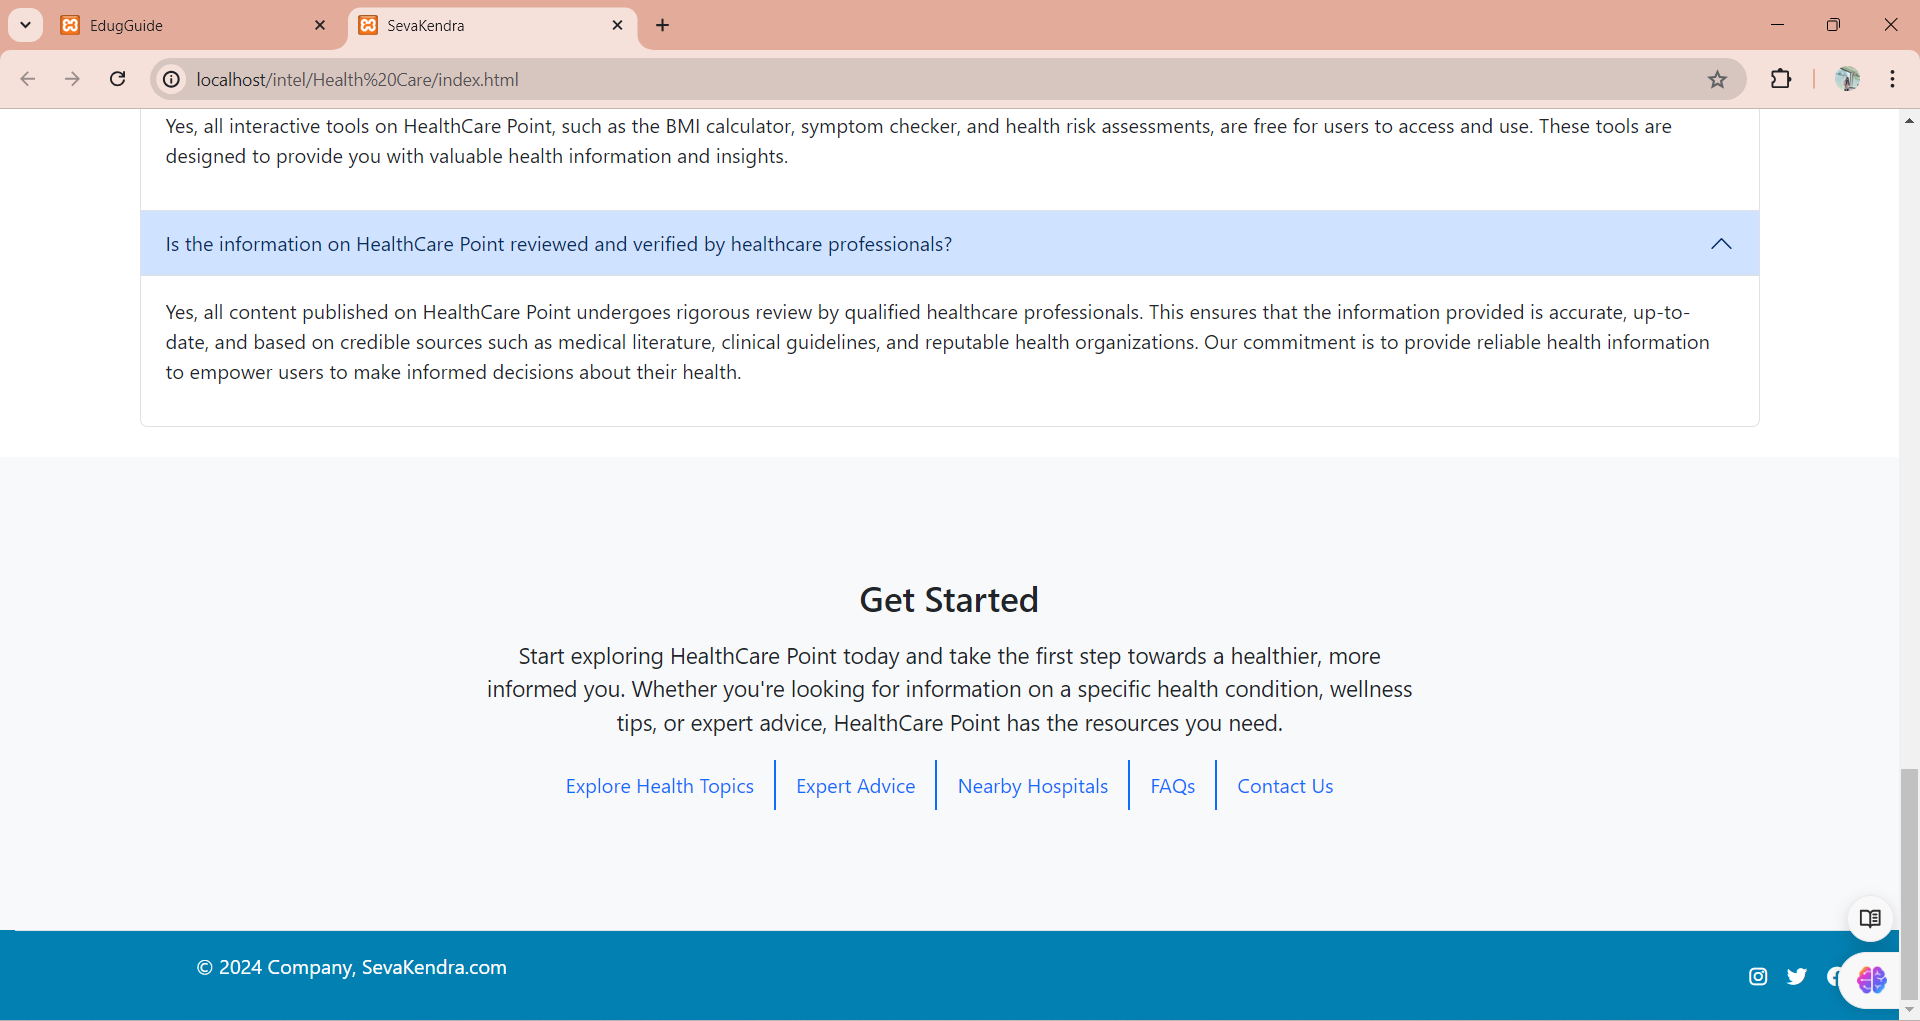 EdugGuide
SevaKendra
localhost/intel/Health%20Care/index.html
Yes, all interactive tools on HealthCare Point, such as the BMI calculator, symptom checker, and health risk assessments, are free for users to access and use. These tools are
designed to provide you with valuable health information and insights.
Is the information on HealthCare Point reviewed and verified by healthcare professionals?
Yes, all content published on HealthCare Point undergoes rigorous review by qualified healthcare professionals. This ensures that the information provided is accurate, up-to-
date, and based on credible sources such as medical literature, clinical guidelines, and reputable health organizations. Our commitment is to provide reliable health information
to empower users to make informed decisions about their health.
Get Started
Start exploring HealthCare Point today and take the first step towards a healthier, more
informed you. Whether you're looking for information on a specific health condition, wellness
tips, or expert advice, HealthCare Point has the resources you need.
Explore Health Topics
Expert Advice
Nearby Hospitals
FAQs
Contact Us
© 2024 Company, SevaKendra.com